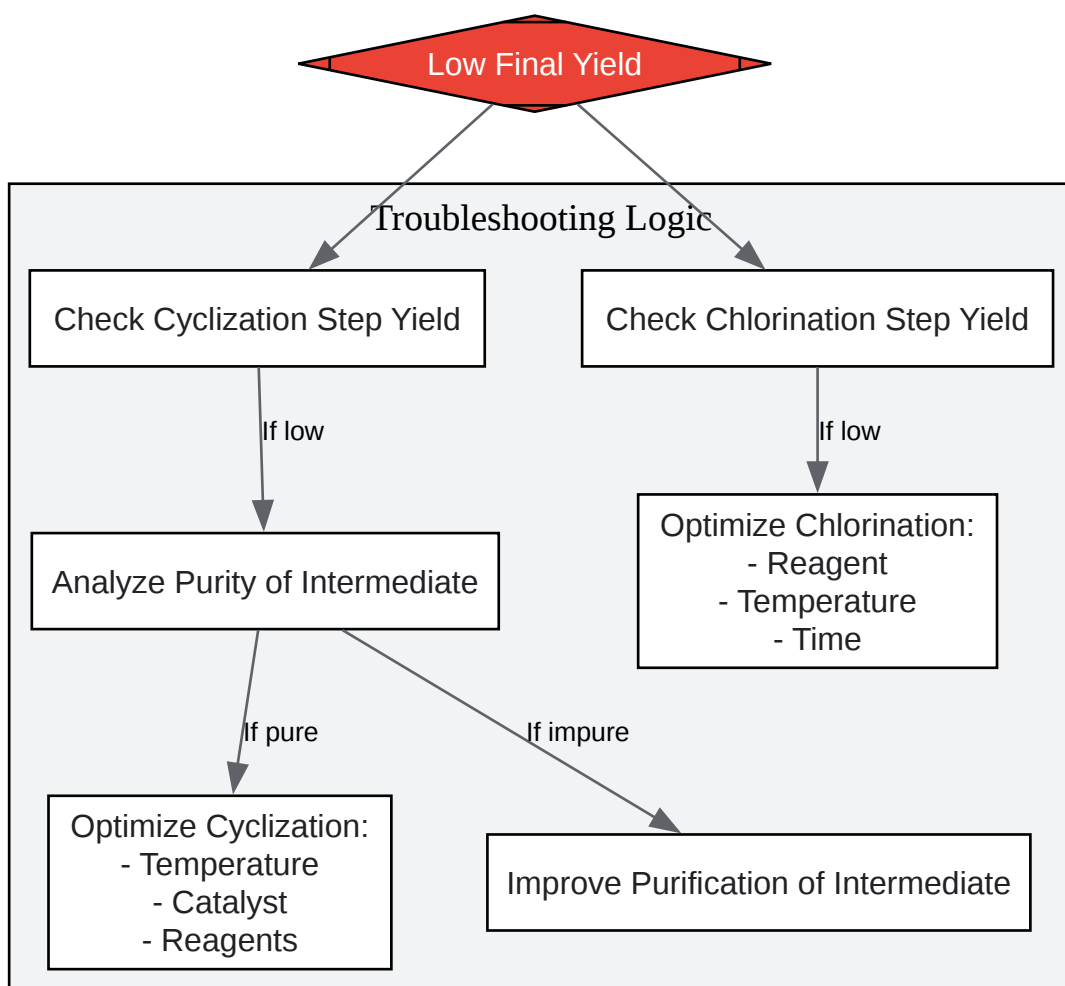 Low Final Yield
Troubleshooting Logic
Check Cyclization Step Yield
Check Chlorination Step Yield
If low
If low
Analyze Purity of Intermediate
Optimize Chlorination:
- Reagent
- Temperature
- Time
If pure
If impure
Optimize Cyclization:
- Temperature
- Catalyst
- Reagents
Improve Purification of Intermediate